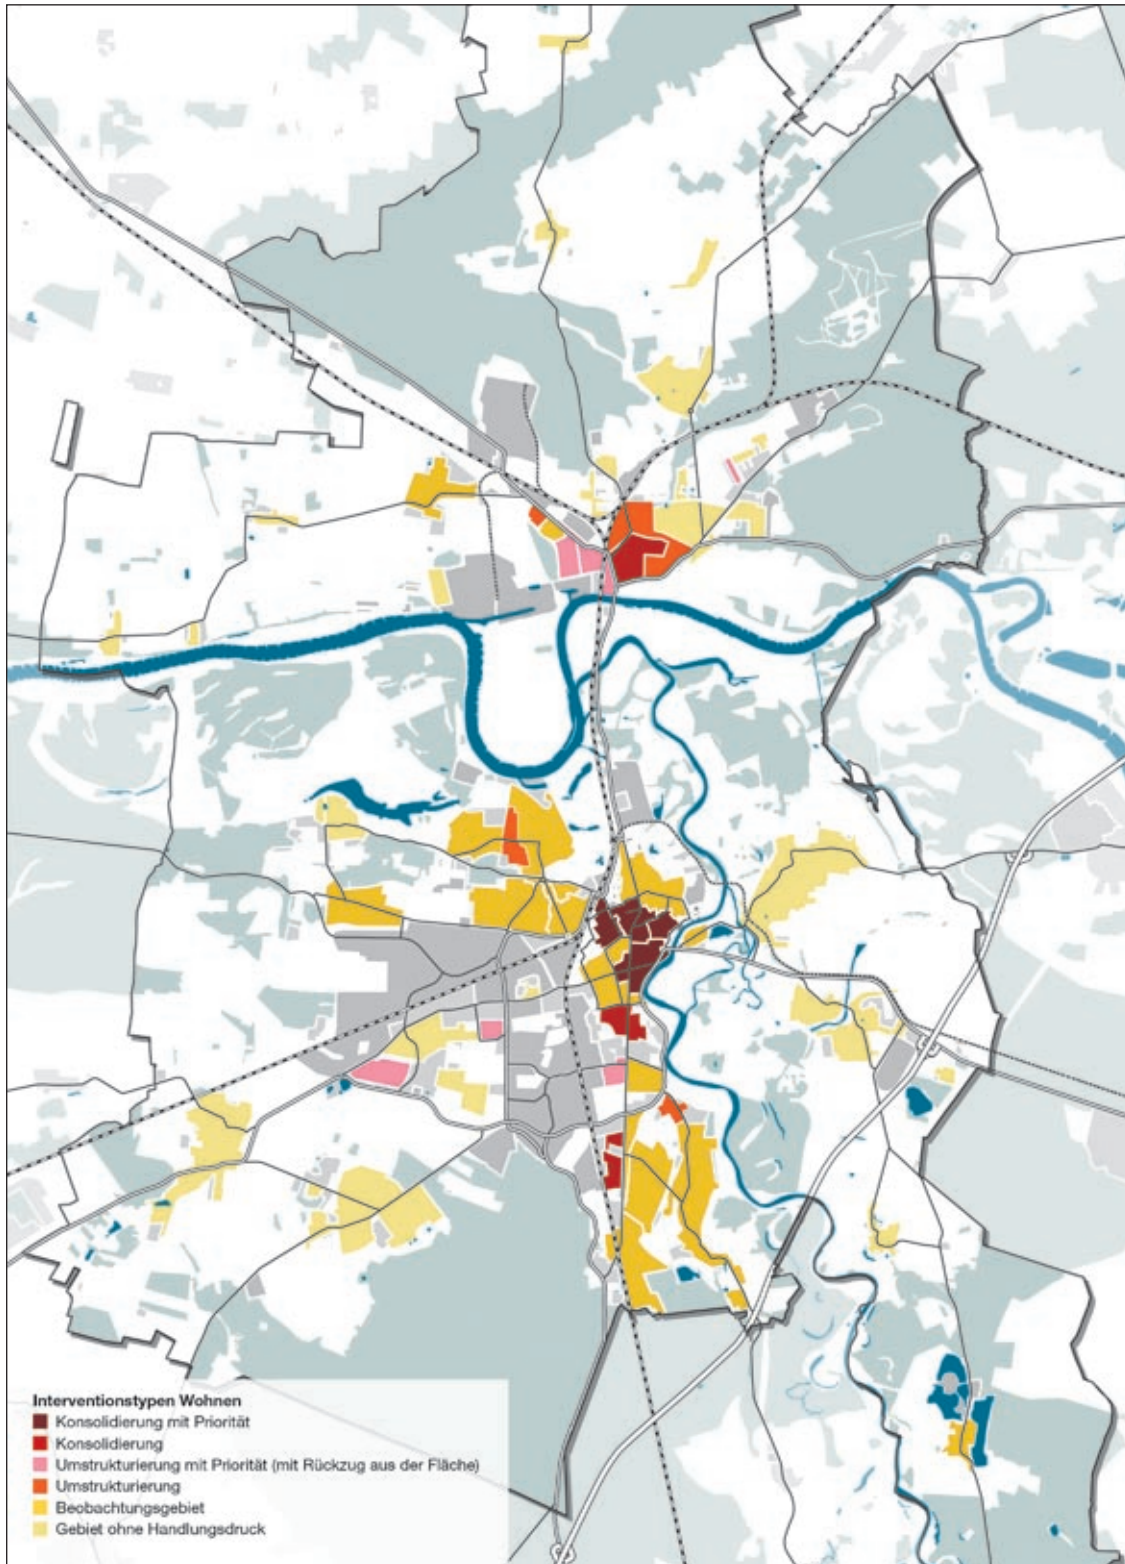 Interventionstypen Wohnen
Konsolidierung mit Priorität
Konsolidierung
Umstrukturierung mit Priorität (mit Rückzug aus der Fläche)
Umstrukturierung
Beobachtungsgebiet
Gebiet ohne Handlungsdruck